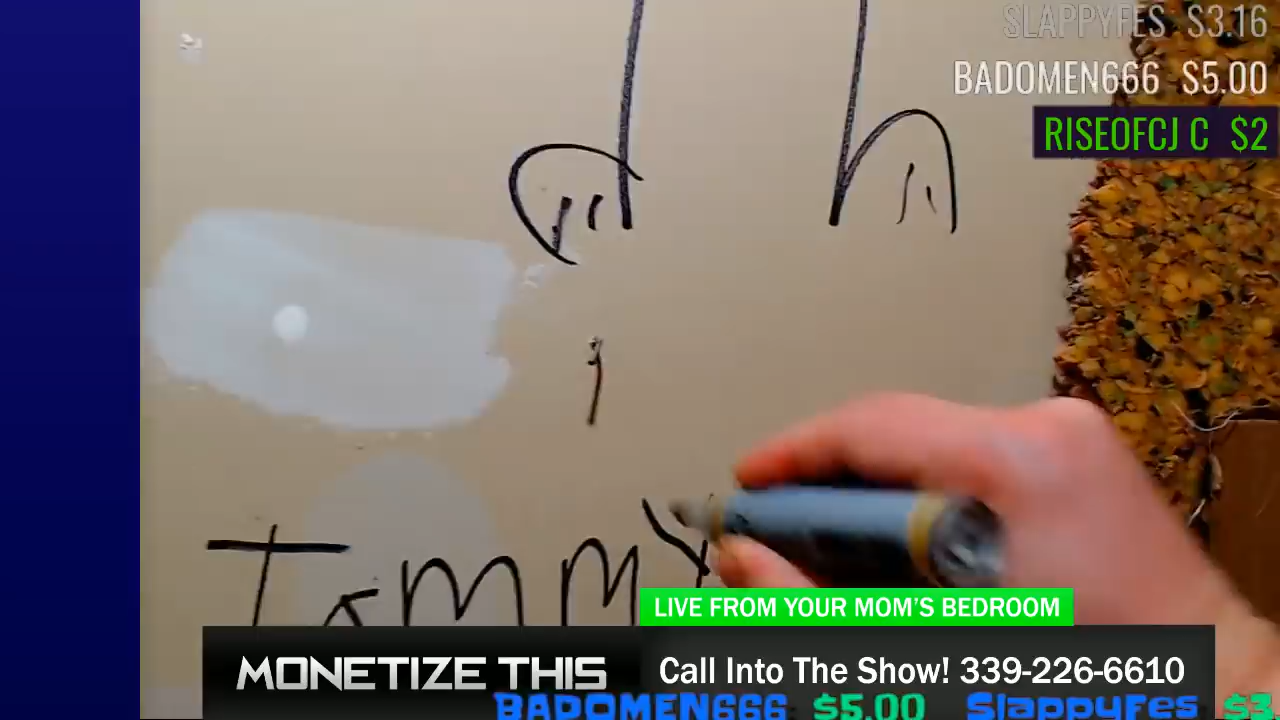 SLAPPYFES $3.16
BADOMEN666 $5.00
RISEOFCJ C $2
i
Tommy
LIVE FROM YOUR MOM'S BEDROOM
MONETIZE THIS
Call Into The Show! 339-226-6610
BADOMEN666: $5.00 SlappyFes: $3